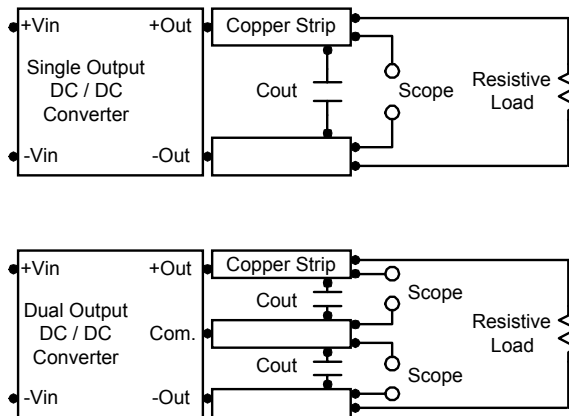 +Vin
+Out
Copper Strip
Single Output
DC / DC
Converter
Cout
Scope
Resistive
Load
-Vin
-Out
+Vin
+Out
Copper Strip
Cout
Scope
Dual Output
DC / DC
Converter
Com.
Resistive
Load
Cout
Scope
-Vin
-Out